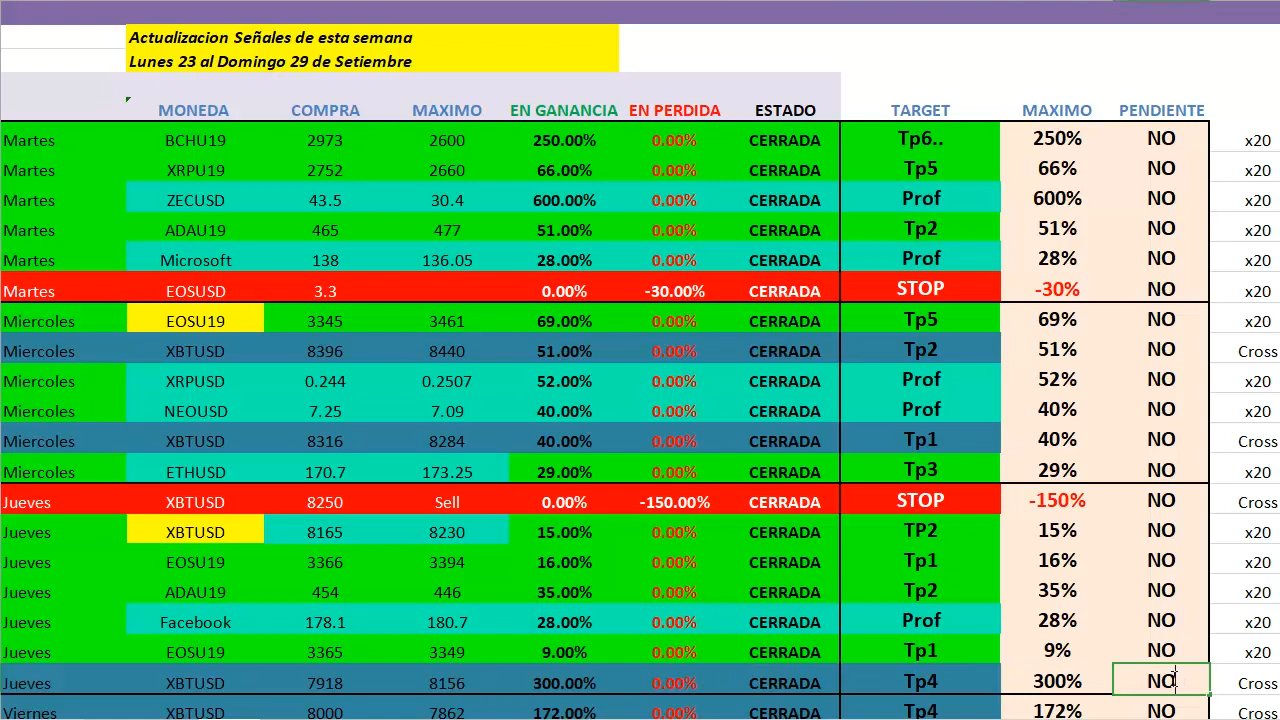 Actualizacion Señales de esta semana
Lunes 23 al Domingo 29 de Setiembre
MONEDA COMPRA MAXIMO EN GANANCIA EN PERDIDA ESTADO TARGET MAXIMO PENDIENTE
Martes BCHU19 2973 2600 250.00% 0.00% CERRADA Tp6.. 250% NO x20
Martes XRPU19 2752 2660 66.00% 0.00% CERRADA Tp5 66% NO x20
Martes ZECUSD 43.5 30.4 600.00% 0.00% CERRADA Prof 600% NO x20
Martes ADAU19 465 477 51.00% 0.00% CERRADA Tp2 51% NO x20
Martes Microsoft 138 136.05 28.00% 0.00% CERRADA Prof 28% NO x20
Martes EOSUSD 3.3 0.00% -30.00% CERRADA STOP -30% NO x20
Miercoles EOSU19 3345 3461 69.00% 0.00% CERRADA Tp5 69% NO x20
Miercoles XBTUSD 8396 8440 51.00% 0.00% CERRADA Tp2 51% NO Cross
Miercoles XRPUSD 0.244 0.2507 52.00% 0.00% CERRADA Prof 52% NO x20
Miercoles NEOUSD 7.25 7.09 40.00% 0.00% CERRADA Prof 40% NO x20
Miercoles XBTUSD 8316 8284 40.00% 0.00% CERRADA Tp1 40% NO Cross
Miercoles ETHUSD 170.7 173.25 29.00% 0.00% CERRADA Tp3 29% NO x20
Jueves XBTUSD 8250 Sell 0.00% -150.00% CERRADA STOP -150% NO Cross
Jueves XBTUSD 8165 8230 15.00% 0.00% CERRADA TP2 15% NO x20
Jueves EOSU19 3366 3394 16.00% 0.00% CERRADA Tp1 16% NO x20
Jueves ADAU19 454 446 35.00% 0.00% CERRADA Tp2 35% NO x20
Jueves Facebook 178.1 180.7 28.00% 0.00% CERRADA Prof 28% NO x20
Jueves EOSU19 3365 3349 9.00% 0.00% CERRADA Tp1 9% NO x20
Jueves XBTUSD 7918 8156 300.00% 0.00% CERRADA Tp4 300% NO Cross
Viernes XBTUSD 8000 7862 172.00% 0.00% CERRADA Tp4 172% NO Cross